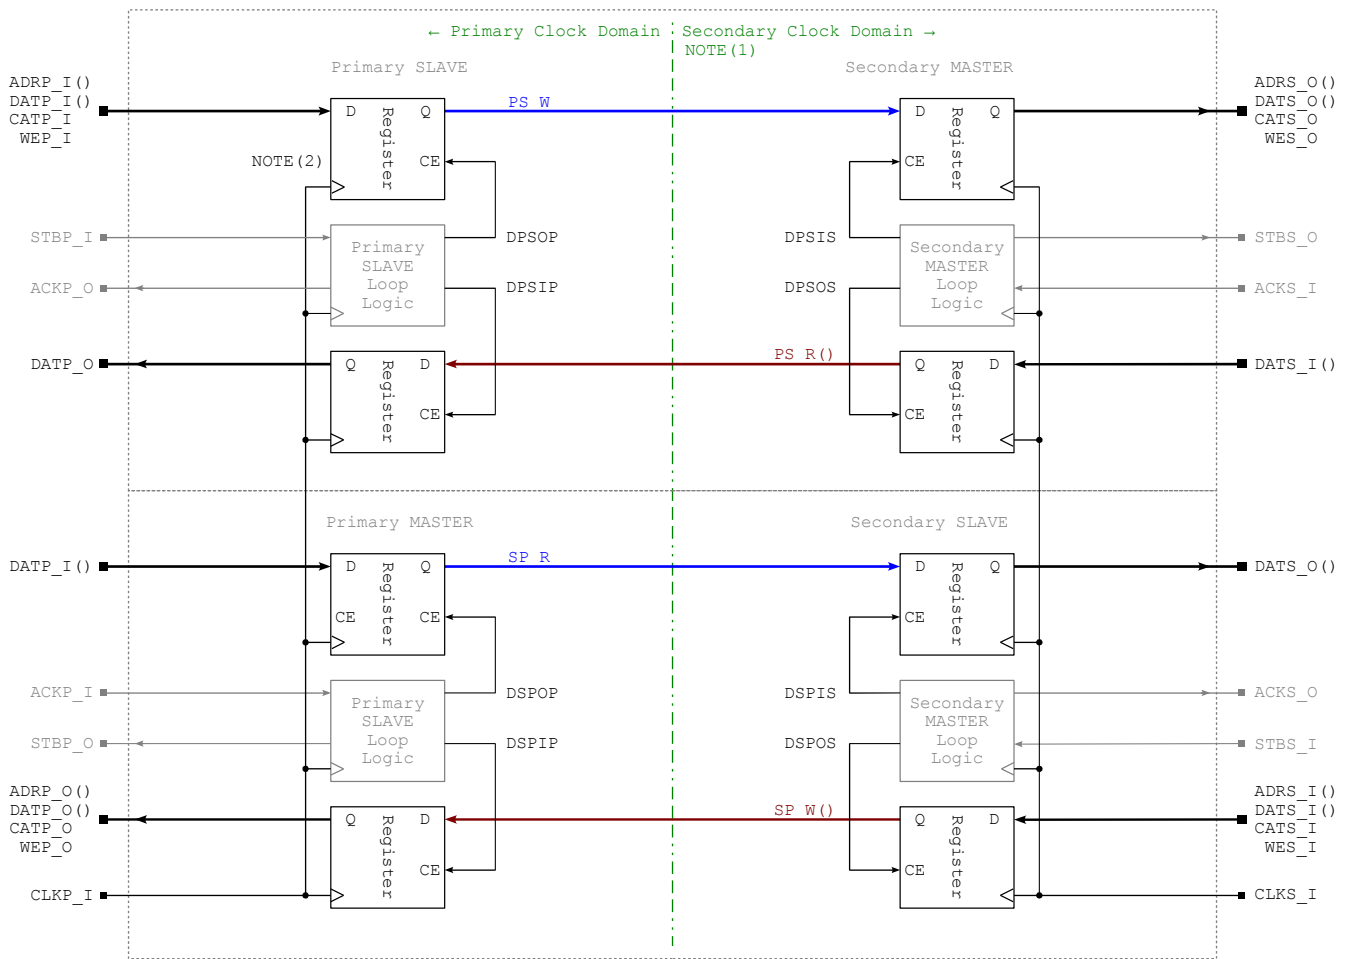 ← Primary Clock Domain
Secondary Clock Domain →
NOTE(1)
Primary SLAVE
Secondary MASTER
ADRP_I()
DATP_I()
CATP_I
WEP_I
D
Q
Register
CE
NOTE(2)
PS W
D
Q
Register
CE
ADRS_O()
DATS_O()
CATS_O
WES_O
STBP_I
ACKP_O
Primary
SLAVE
Loop
Logic
DPSOP
DPSIP
DPSIS
DPSOS
Secondary
MASTER
Loop
Logic
STBS_O
ACKS_I
DATP_O
Q
D
Register
CE
PS R()
Q
D
Register
CE
DATS_I()
Primary MASTER
Secondary SLAVE
DATP_I()
D
Q
Register
CE
CE
SP R
D
Q
Register
CE
DATS_O()
ACKP_I
STBP_O
Primary
SLAVE
Loop
Logic
DSPOP
DSPIP
DSPIS
DSPOS
Secondary
MASTER
Loop
Logic
ACKS_O
STBS_I
ADRP_O()
DATP_O()
CATP_O
WEP_O
Q
D
Register
CE
SP W()
Q
D
Register
CE
ADRS_I()
DATS_I()
CATS_I
WES_I
CLKP_I
CLKS_I